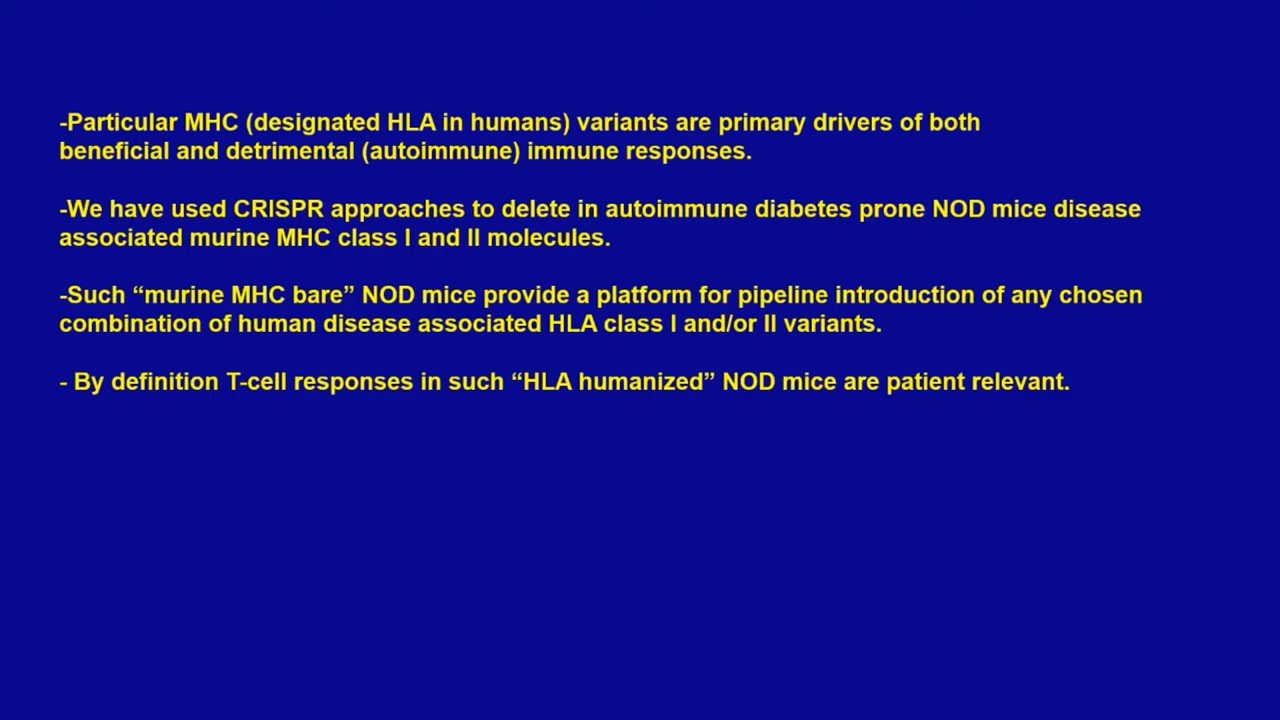 -Particular MHC (designated HLA in humans) variants are primary drivers of both
beneficial and detrimental (autoimmune) immune responses.
-We have used CRISPR approaches to delete in autoimmune diabetes prone NOD mice disease
associated murine MHC class I and II molecules.
-Such “murine MHC bare” NOD mice provide a platform for pipeline introduction of any chosen
combination of human disease associated HLA class I and/or II variants.
- By definition T-cell responses in such “HLA humanized” NOD mice are patient relevant.